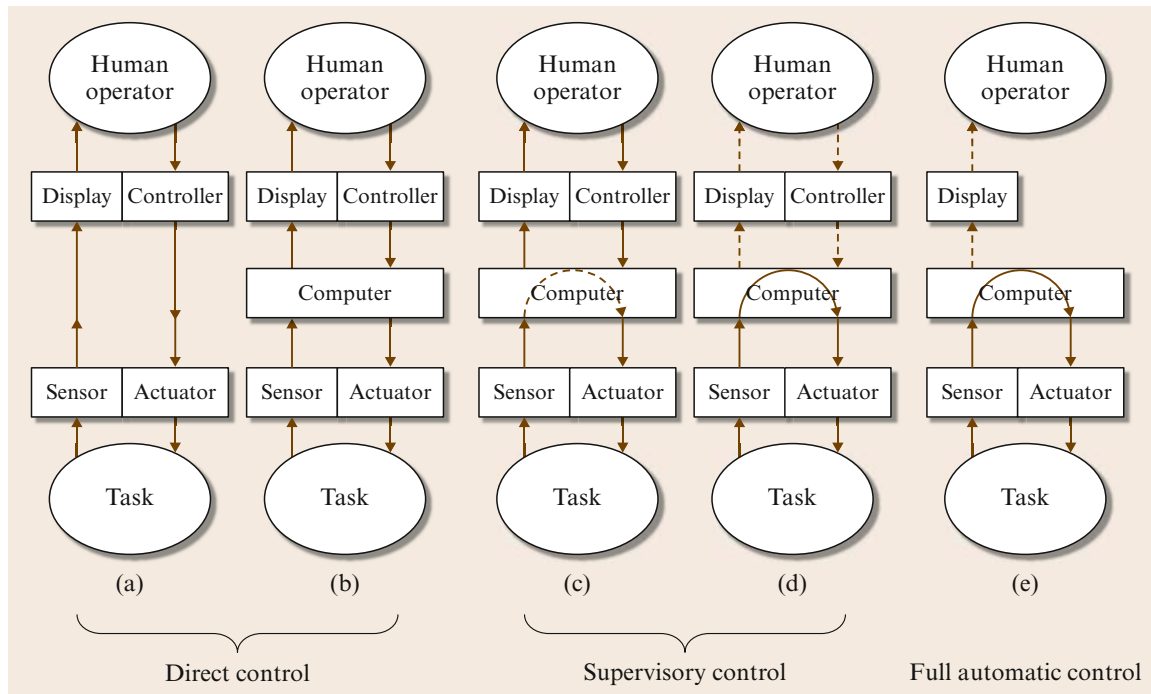 Human Human Human Human Human
operator operator operator operator operator
Display Controller Display Controller Display Controller Display Controller Display
Computer Computer Computer Computer
Sensor Actuator Sensor Actuator Sensor Actuator Sensor Actuator Sensor Actuator
Task Task Task Task Task
(a) (b) (c) (d) (e)
Direct control Supervisory control Full automatic control